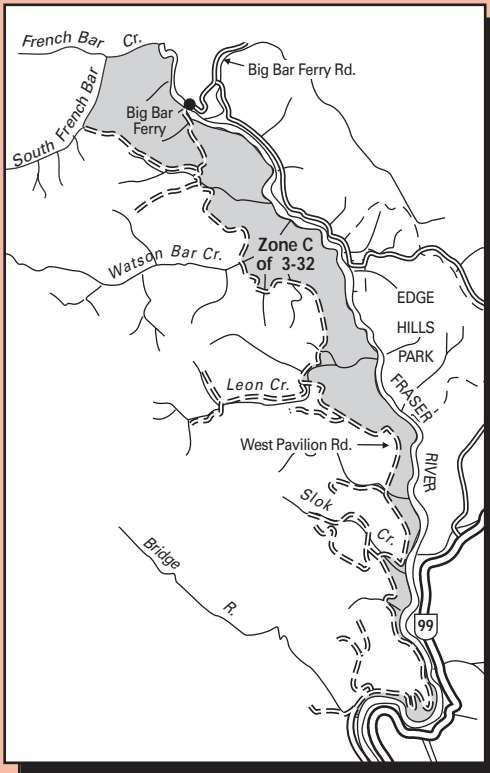 French Bar Cr.
Big Bar Ferry Rd.
South French Bar
Big Bar
Ferry
Watson Bar Cr.
Zone C
of 3-32
EDGE
HILLS
PARK
FRASER
RIVER
Leon Cr.
West Pavilion Rd.
Slok Cr.
Bridge R.
99